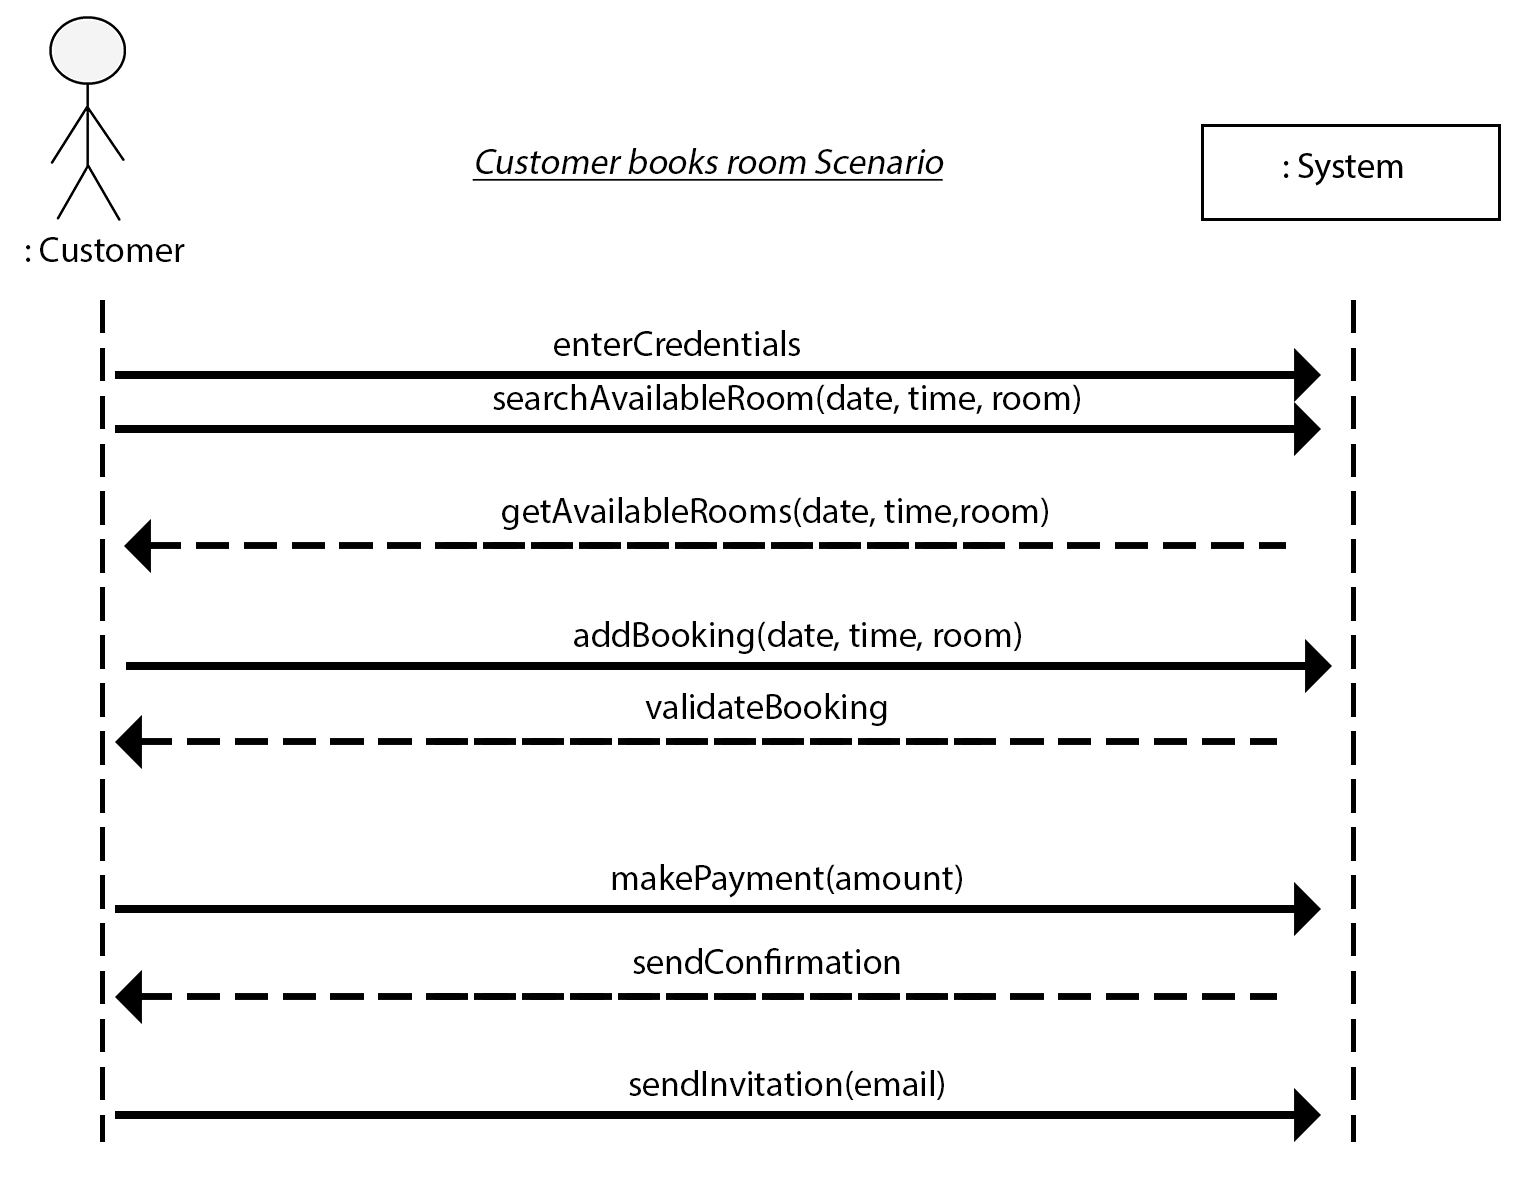 Customer books room Scenario
: System
: Customer
enterCredentials
searchAvailableRoom(date, time, room)
getAvailableRooms(date, time,room)
addBooking(date, time, room)
validateBooking
makePayment(amount)
sendConfirmation
sendInvitation(email)